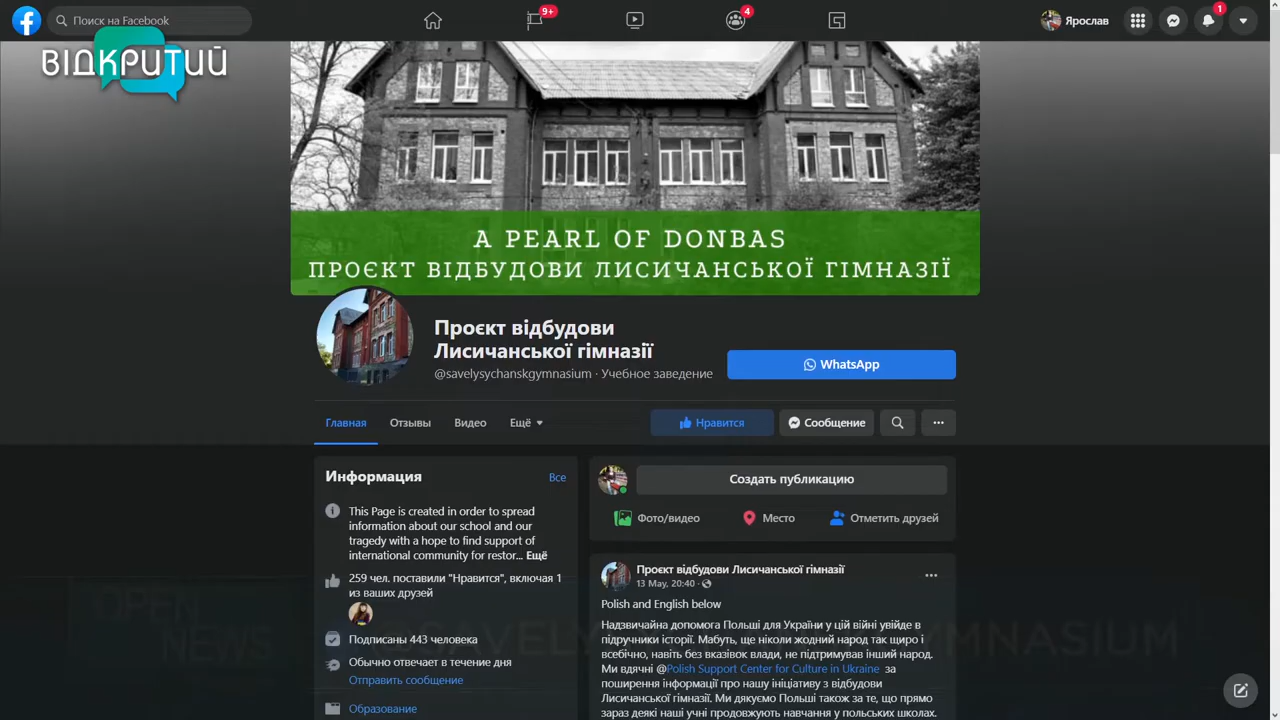 Поиск на Facebook
9+
4
Ярослав
1
ВІДКРИТИЙ
A PEARL OF DONBAS
ПРОЄКТ ВІДБУДОВИ ЛИСИЧАНСЬКОЇ ГІМНАЗІЇ
Проєкт відбудови
Лисичанської гімназії
@savelysychanskgymnasium · Учебное заведение
WhatsApp
Главная
Отзывы
Видео
Ещё
Нравится
Сообщение
Информация
Все
This Page is created in order to spread
information about our school and our
tragedy with a hope to find support of
international community for restor... Ещё
259 чел. поставили "Нравится", включая 1
из ваших друзей
Подписаны 443 человека
Обычно отвечает в течение дня
Отправить сообщение
Образование
Создать публикацию
Фото/видео
Место
Отметить друзей
Проєкт відбудови Лисичанської гімназії
13 May, 20:40 ·
Polish and English below
Надзвичайна допомога Польші для України у цій війні увійде в
підручники історії. Мабуть, ще ніколи жодний народ так щиро і
всебічно, навіть без вказівок влади, не підтримував інший народ.
Ми вдячні @Polish Support Center for Culture in Ukraine за
поширення інформації про нашу ініціативу з відбудови
Лисичанської гімназії. Ми дякуємо Польші також за те, що прямо
зараз деякі наші учні продовжують навчання у польських школах.
OPEN
NEWS